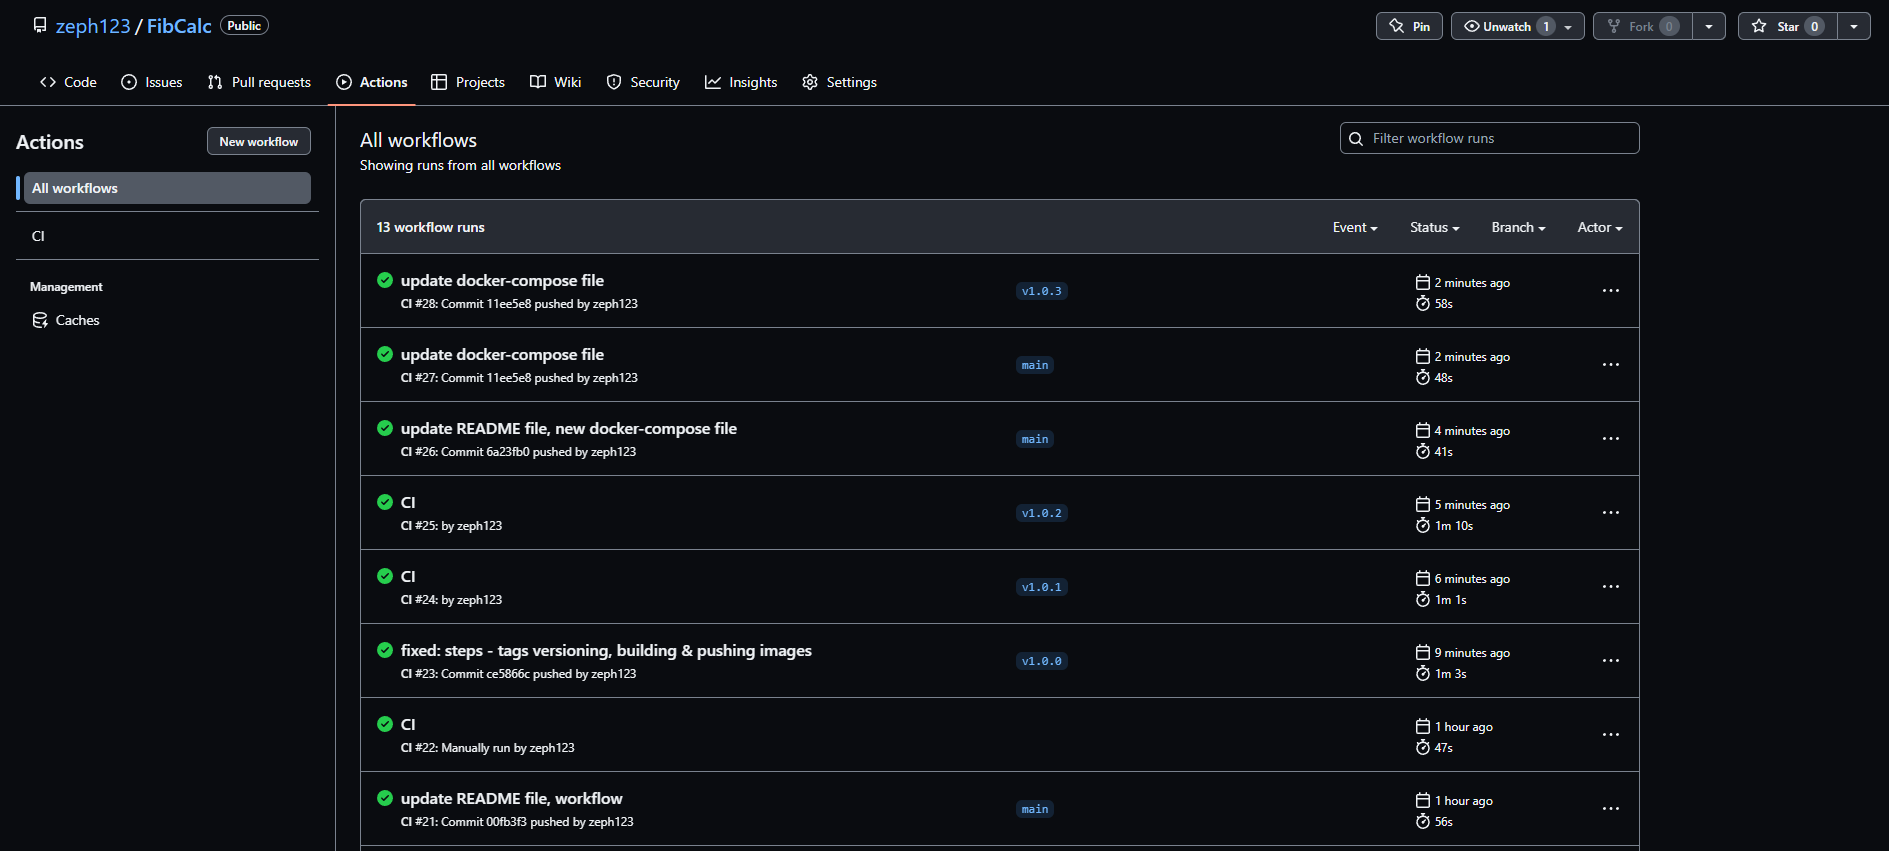 zeph123 / FibCalc Public
Pin Unwatch 1 Fork 0 Star 0
Code Issues Pull requests Actions Projects Wiki Security Insights Settings
Actions New workflow
All workflows
CI
Management
Caches
All workflows
Showing runs from all workflows
Filter workflow runs
13 workflow runs Event Status Branch Actor
update docker-compose file
CI #28: Commit 11ee5e8 pushed by zeph123
v1.0.3
2 minutes ago
58s
update docker-compose file
CI #27: Commit 11ee5e8 pushed by zeph123
main
2 minutes ago
48s
update README file, new docker-compose file
CI #26: Commit 6a23fb0 pushed by zeph123
main
4 minutes ago
41s
CI
CI #25: by zeph123
v1.0.2
5 minutes ago
1m 10s
CI
CI #24: by zeph123
v1.0.1
6 minutes ago
1m 1s
fixed: steps - tags versioning, building & pushing images
CI #23: Commit ce5866c pushed by zeph123
v1.0.0
9 minutes ago
1m 3s
CI
CI #22: Manually run by zeph123
1 hour ago
47s
update README file, workflow
CI #21: Commit 00fb3f3 pushed by zeph123
main
1 hour ago
56s